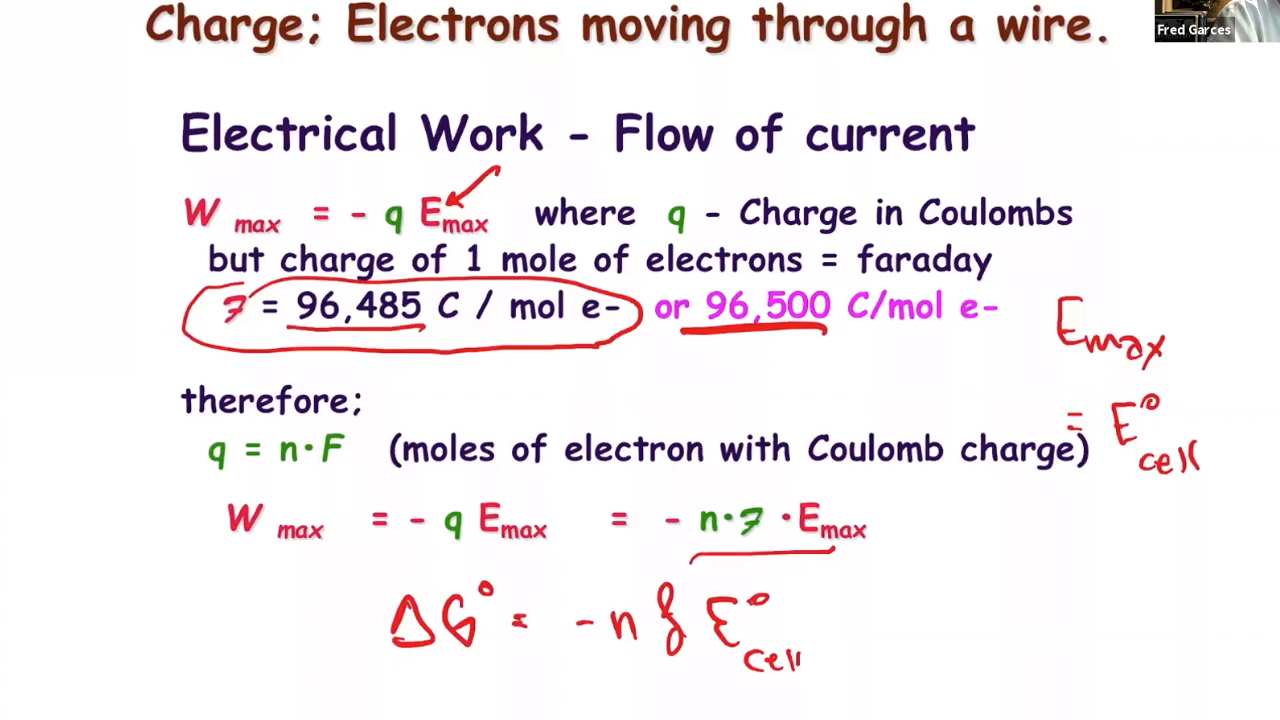 Charge; Electrons moving through a wire.
Fred Garces
Electrical Work - Flow of current
W max = - q Emax where q - Charge in Coulombs
but charge of 1 mole of electrons = faraday
ℱ = 96,485 C / mol e- or 96,500 C/mol e-
Emax
= E°cell
therefore;
q = n·F (moles of electron with Coulomb charge)
W max = - q Emax = - n·ℱ ·Emax
ΔG° = -nℱE°cell